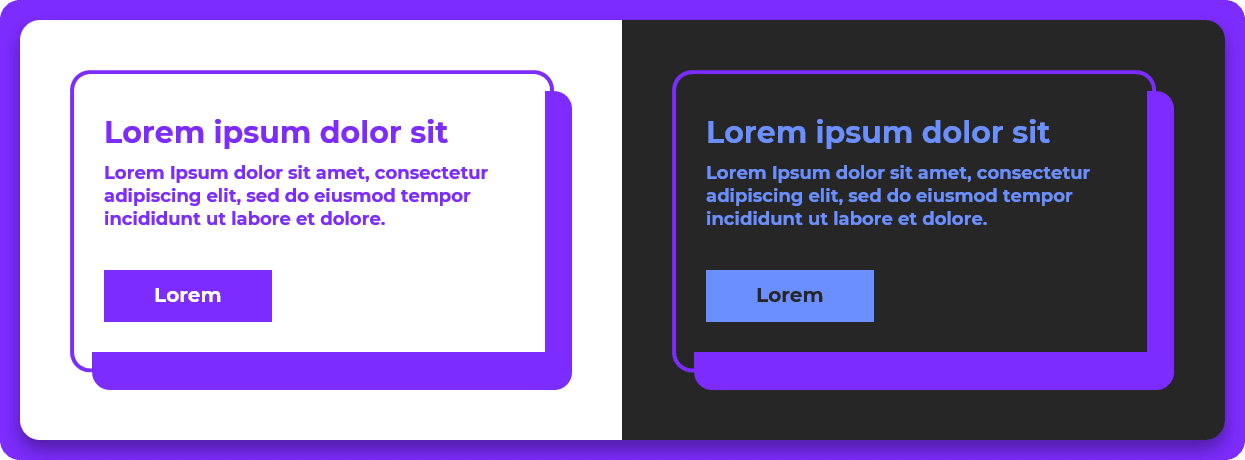 Lorem ipsum dolor sit
Lorem Ipsum dolor sit amet, consectetur
adipiscing elit, sed do eiusmod tempor
incididunt ut labore et dolore.
Lorem
Lorem ipsum dolor sit
Lorem Ipsum dolor sit amet, consectetur
adipiscing elit, sed do eiusmod tempor
incididunt ut labore et dolore.
Lorem